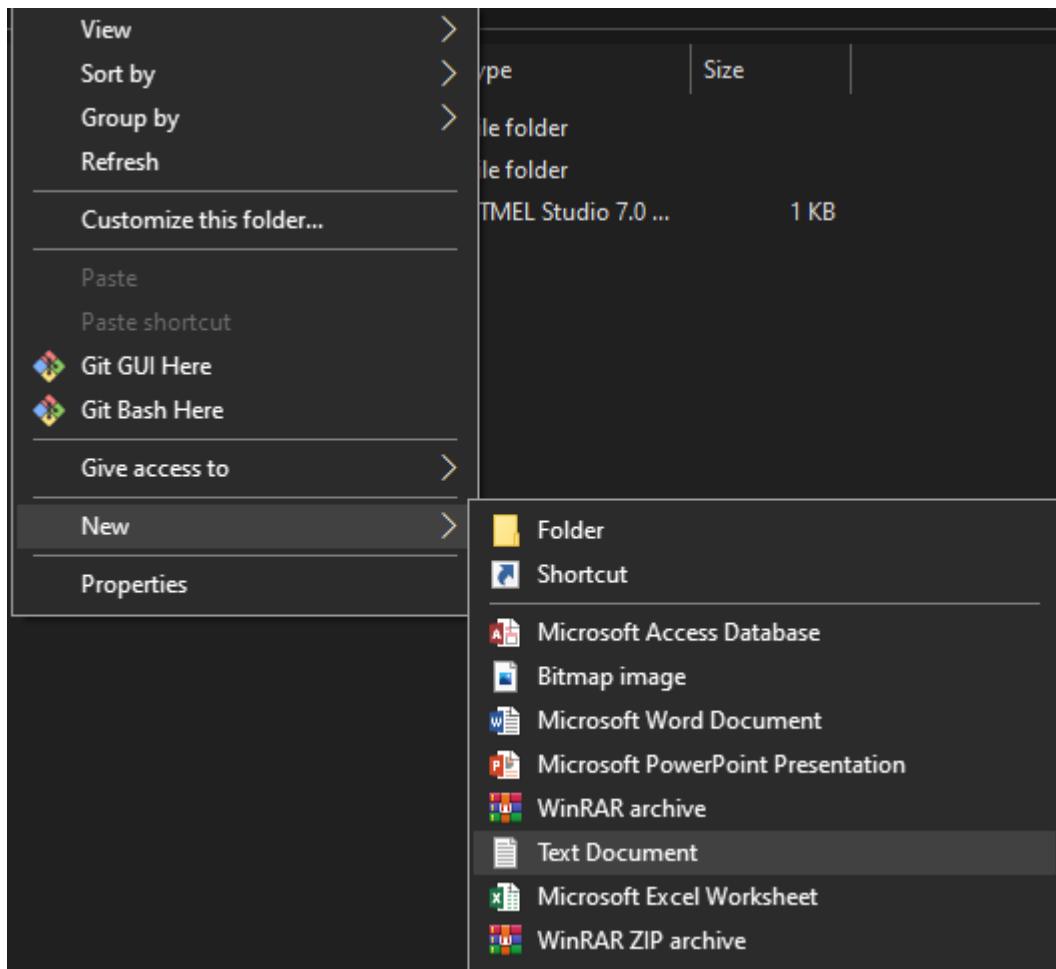 View
Sort by
Group by
Refresh
Customize this folder...
Paste
Paste shortcut
Git GUI Here
Git Bash Here
Give access to
New
Properties
ype Size
le folder
le folder
TMEL Studio 7.0 ... 1 KB
Folder
Shortcut
Microsoft Access Database
Bitmap image
Microsoft Word Document
Microsoft PowerPoint Presentation
WinRAR archive
Text Document
Microsoft Excel Worksheet
WinRAR ZIP archive